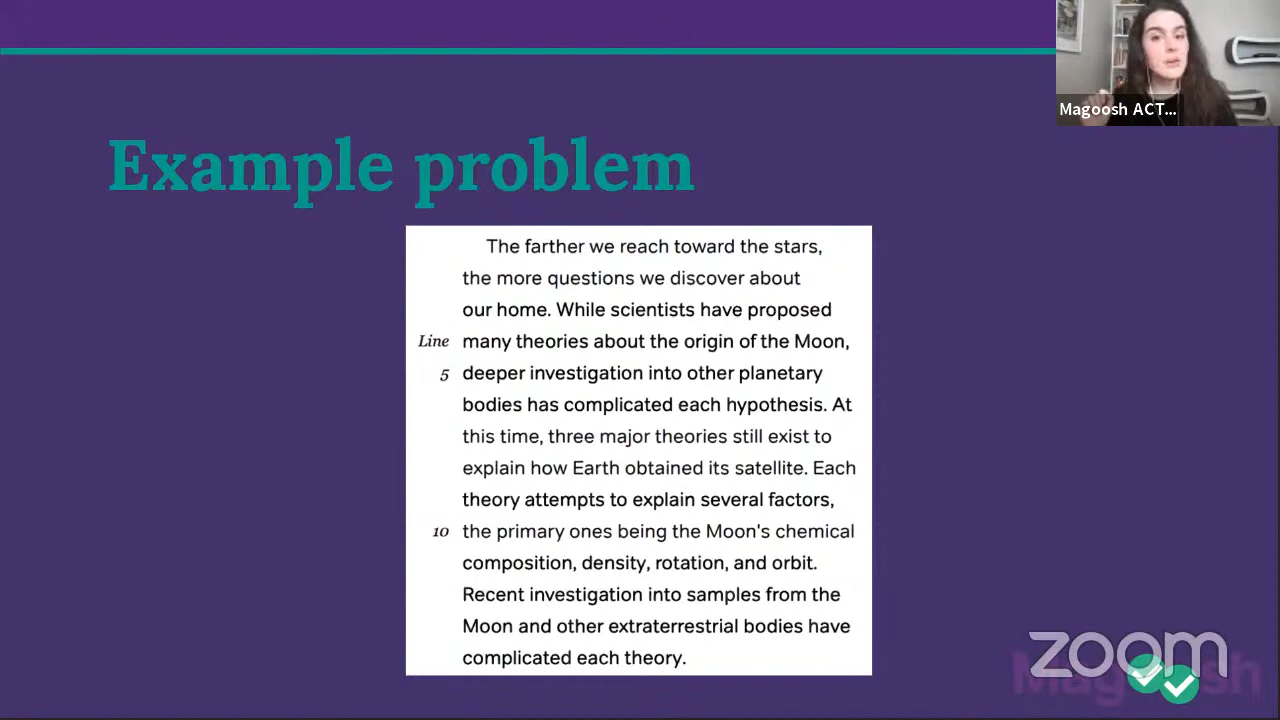 Magoosh ACT...
Example problem
The farther we reach toward the stars,
the more questions we discover about
our home. While scientists have proposed
Line many theories about the origin of the Moon,
5 deeper investigation into other planetary
bodies has complicated each hypothesis. At
this time, three major theories still exist to
explain how Earth obtained its satellite. Each
theory attempts to explain several factors,
10 the primary ones being the Moon's chemical
composition, density, rotation, and orbit.
Recent investigation into samples from the
Moon and other extraterrestrial bodies have
complicated each theory.
zoom
Magoosh